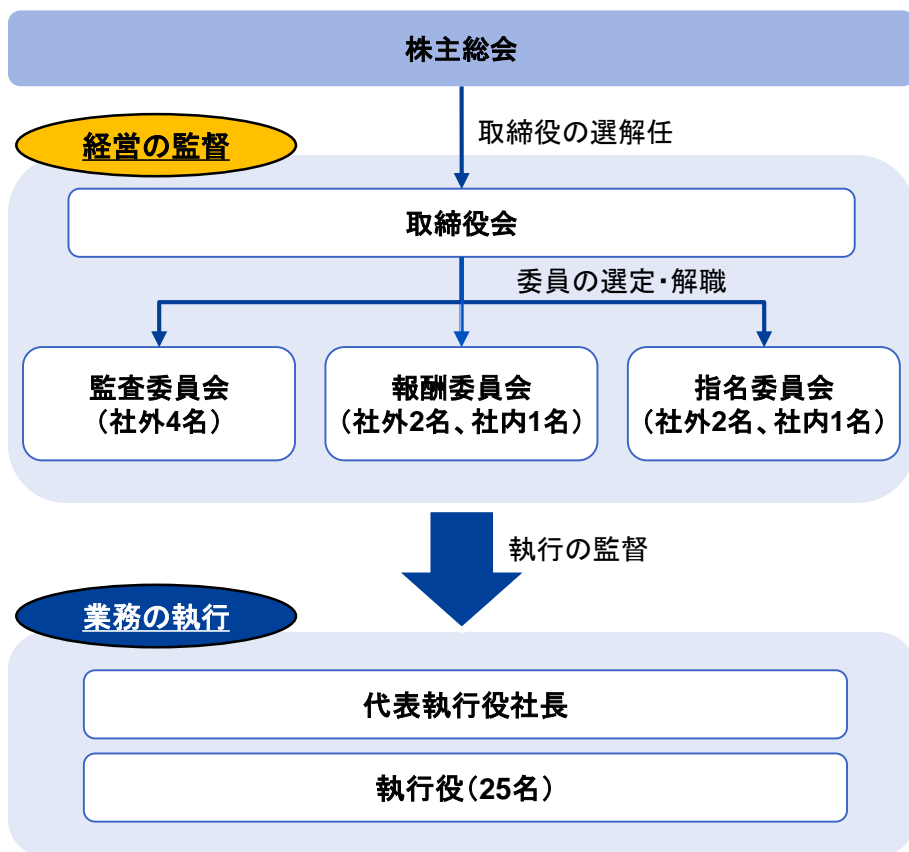 株主総会
取締役の選解任
経営の監督
取締役会
委員の選定・解職
監査委員会
（社外4名）
報酬委員会
（社外2名、社内1名）
指名委員会
（社外2名、社内1名）
執行の監督
業務の執行
代表執行役社長
執行役（25名）